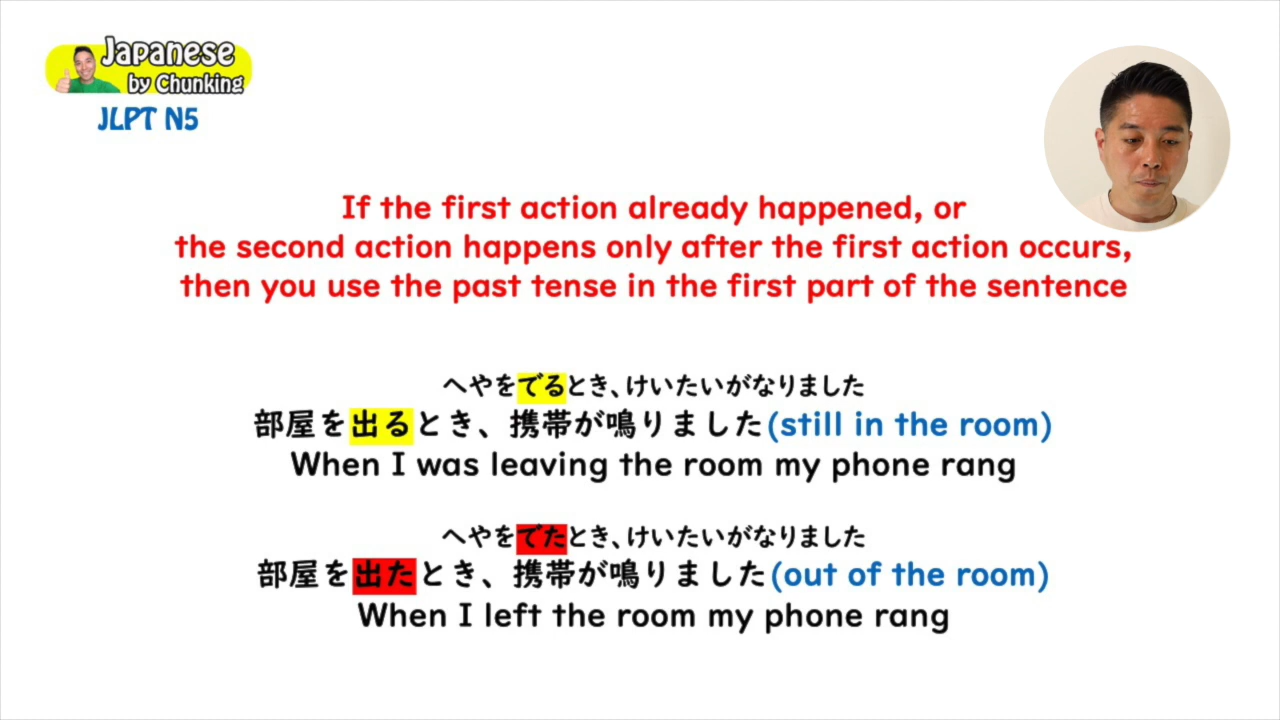 Japanese
by Chunking
JLPT N5
If the first action already happened, or
the second action happens only after the first action occurs,
then you use the past tense in the first part of the sentence
へやをでるとき、けいたいがなりました
部屋を出るとき、携帯が鳴りました(still in the room)
When I was leaving the room my phone rang
へやをでたとき、けいたいがなりました
部屋を出たとき、携帯が鳴りました(out of the room)
When I left the room my phone rang